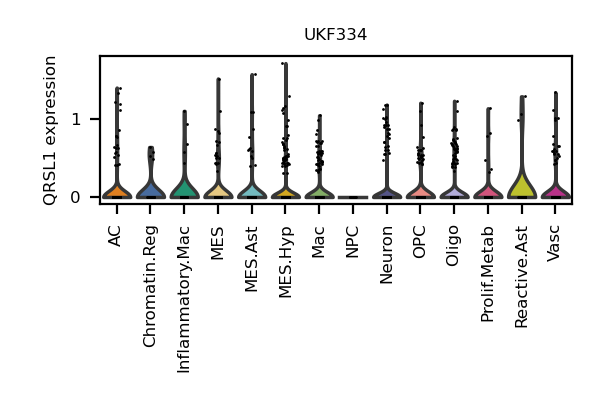 UKF334
QRSL1 expression
1
0
AC
Chromatin.Reg
Inflammatory.Mac
MES
MES.Ast
MES.Hyp
Mac
NPC
Neuron
OPC
Oligo
Prolif.Metab
Reactive.Ast
Vasc